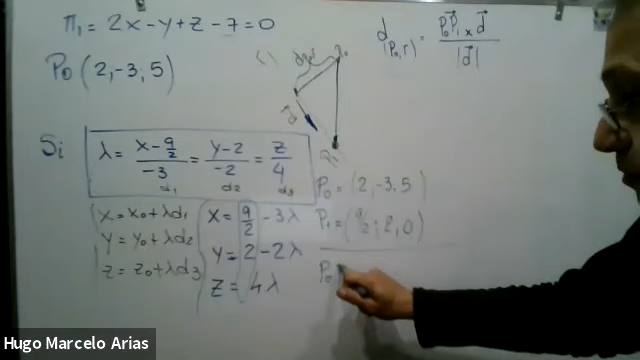 π₁ = 2x-y+z-7=0
P₀(2,-3,5)
d(P₀,r) = P₀P₁ x d / |d|
Si λ = x-9/2 / -3 = y-2 / -2 = z / 4
d₁ d₂ d₃
P₀=(2,-3.5)
x=x₀+λd₁
y=y₀+λd₂
z=z₀+λd₃
x= 9/2 -3λ
y= 2-2λ
z= 4λ
P₁=(9/2;2,0)
P₀
Hugo Marcelo Arias